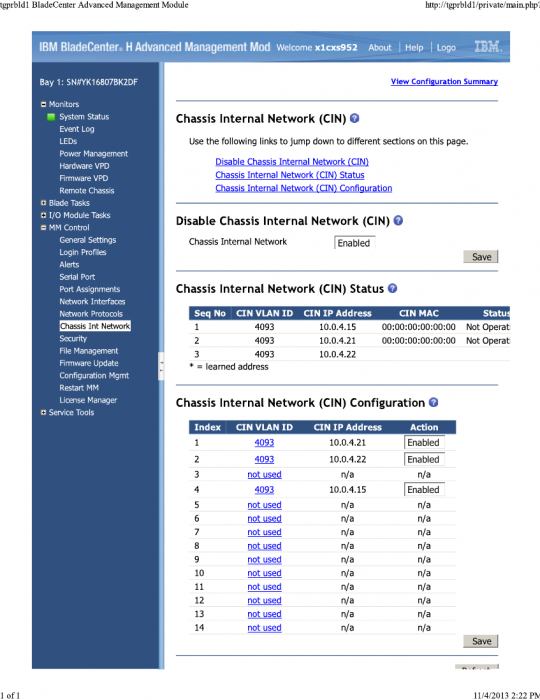 tgprbld1 BladeCenter Advanced Management Module http://tgprbld1/private/main.php?
IBM BladeCenter® H Advanced Management Mod Welcome x1cxs952 About | Help | Logo IBM®
Bay 1: SN#YK16807BK2DF
Monitors
System Status
Event Log
LEDs
Power Management
Hardware VPD
Firmware VPD
Remote Chassis
Blade Tasks
I/O Module Tasks
MM Control
General Settings
Login Profiles
Alerts
Serial Port
Port Assignments
Network Interfaces
Network Protocols
Chassis Int Network
Security
File Management
Firmware Update
Configuration Mgmt
Restart MM
License Manager
Service Tools
View Configuration Summary
Chassis Internal Network (CIN) ?
Use the following links to jump down to different sections on this page.
Disable Chassis Internal Network (CIN)
Chassis Internal Network (CIN) Status
Chassis Internal Network (CIN) Configuration
Disable Chassis Internal Network (CIN) ?
Chassis Internal Network Enabled
Save
Chassis Internal Network (CIN) Status ?
Seq No CIN VLAN ID CIN IP Address CIN MAC Status
1 4093 10.0.4.15 00:00:00:00:00:00 Not Operat
2 4093 10.0.4.21 00:00:00:00:00:00 Not Operat
3 4093 10.0.4.22
* = learned address
Chassis Internal Network (CIN) Configuration ?
Index CIN VLAN ID CIN IP Address Action
1 4093 10.0.4.21 Enabled
2 4093 10.0.4.22 Enabled
3 not used n/a n/a
4 4093 10.0.4.15 Enabled
5 not used n/a n/a
6 not used n/a n/a
7 not used n/a n/a
8 not used n/a n/a
9 not used n/a n/a
10 not used n/a n/a
11 not used n/a n/a
12 not used n/a n/a
13 not used n/a n/a
14 not used n/a n/a
Save
1 of 1 11/4/2013 2:22 PM